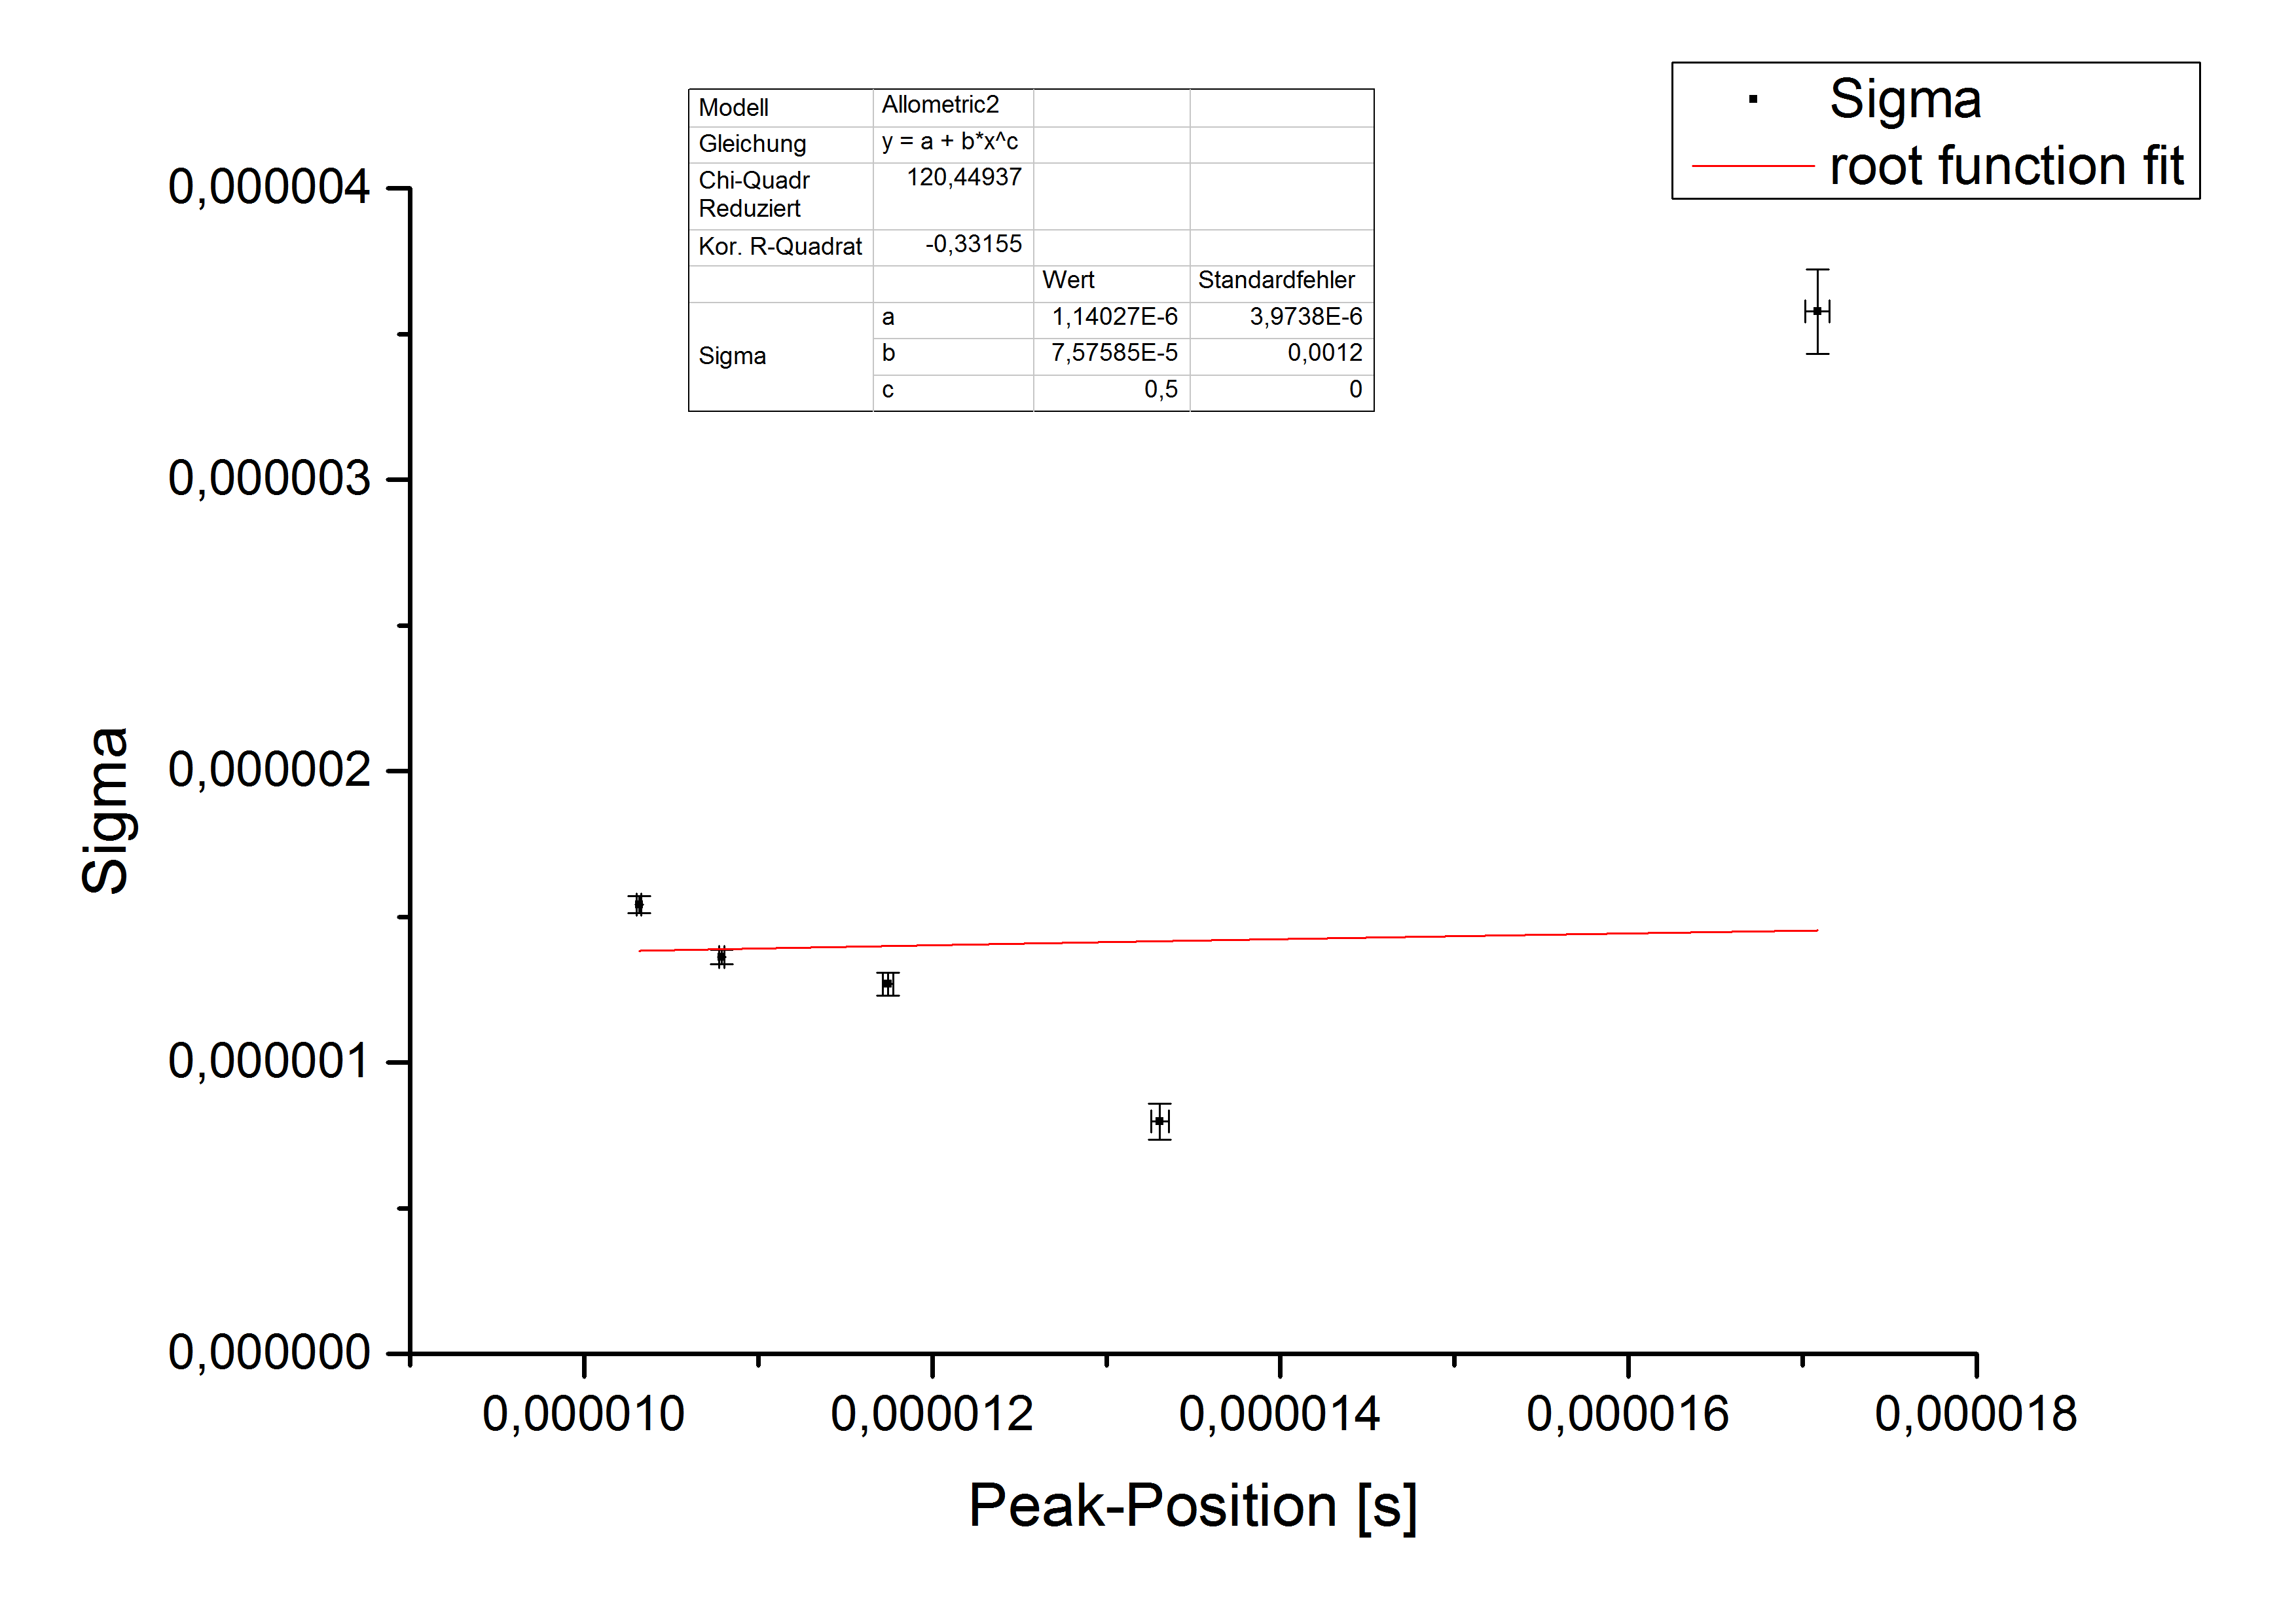 Sigma
root function fit
Modell Allometric2
Gleichung y = a + b*x^c
Chi-Quadr Reduziert 120,44937
Kor. R-Quadrat -0,33155
Wert Standardfehler
Sigma a 1,14027E-6 3,9738E-6
b 7,57585E-5 0,0012
c 0,5 0
0,000004
0,000003
0,000002
0,000001
0,000000
Sigma
0,000010 0,000012 0,000014 0,000016 0,000018
Peak-Position [s]